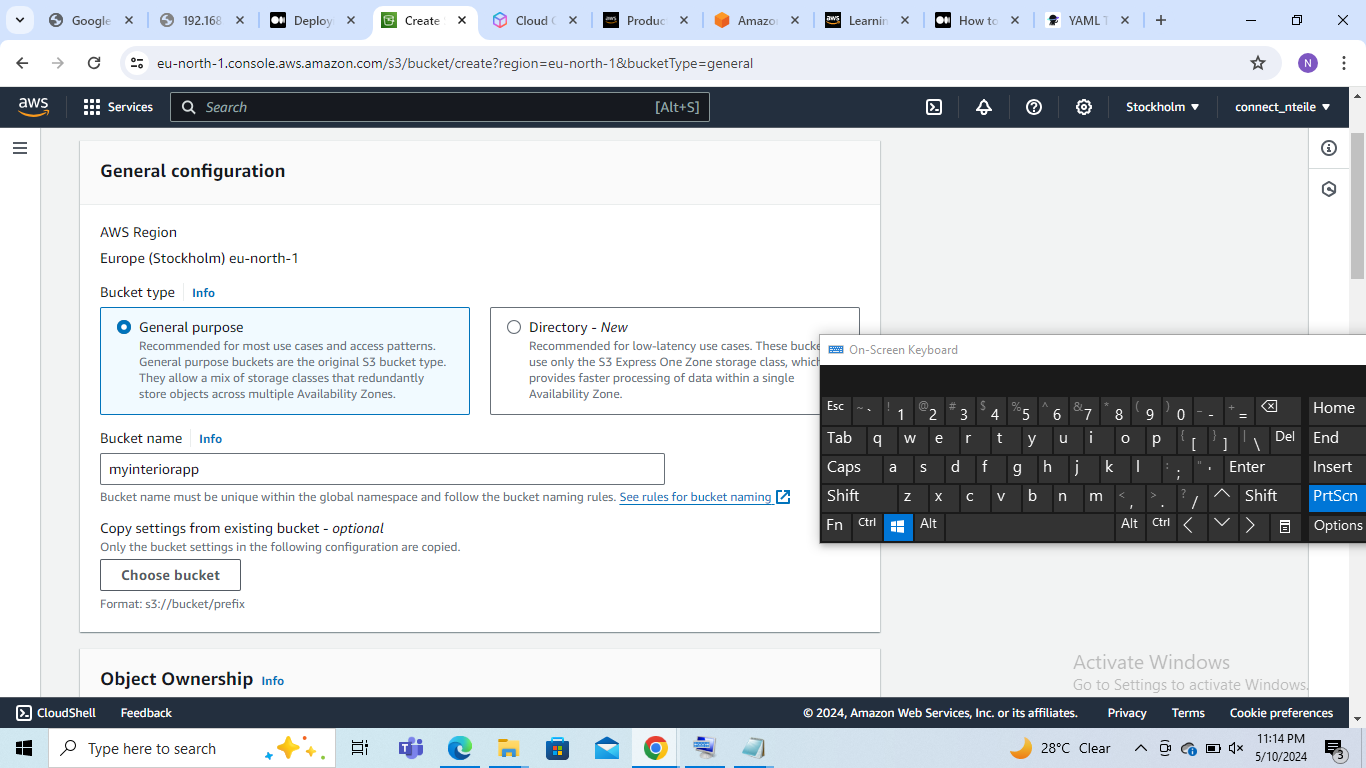 Google
192.168
Deploy
Create
Cloud C
Produc
Amazo
Learnin
How to
YAML T
eu-north-1.console.aws.amazon.com/s3/bucket/create?region=eu-north-1&bucketType=general
N
aws
Services
Search
[Alt+S]
Stockholm
connect_nteile
General configuration
AWS Region
Europe (Stockholm) eu-north-1
Bucket type
Info
General purpose
Recommended for most use cases and access patterns.
General purpose buckets are the original S3 bucket type.
They allow a mix of storage classes that redundantly
store objects across multiple Availability Zones.
Directory - New
Recommended for low-latency use cases. These bucke
use only the S3 Express One Zone storage class, whic
provides faster processing of data within a single
Availability Zone.
Bucket name
Info
myinteriorapp
Bucket name must be unique within the global namespace and follow the bucket naming rules. See rules for bucket naming
Copy settings from existing bucket - optional
Only the bucket settings in the following configuration are copied.
Choose bucket
Format: s3://bucket/prefix
Object Ownership
Info
On-Screen Keyboard
Esc ~ ` ! 1 @ 2 # 3 $ 4 % 5 ^ 6 & 7 * 8 ( 9 ) 0 _ - + = Home
Tab q w e r t y u i o p { [ } ] | \ Del End
Caps a s d f g h j k l : ; " ' Enter Insert
Shift z x c v b n m < , > . ? / Shift PrtScn
Fn Ctrl Alt Alt Ctrl Options
Activate Windows
Go to Settings to activate Windows.
CloudShell
Feedback
© 2024, Amazon Web Services, Inc. or its affiliates.
Privacy
Terms
Cookie preferences
Type here to search
28°C Clear
11:14 PM
5/10/2024
3